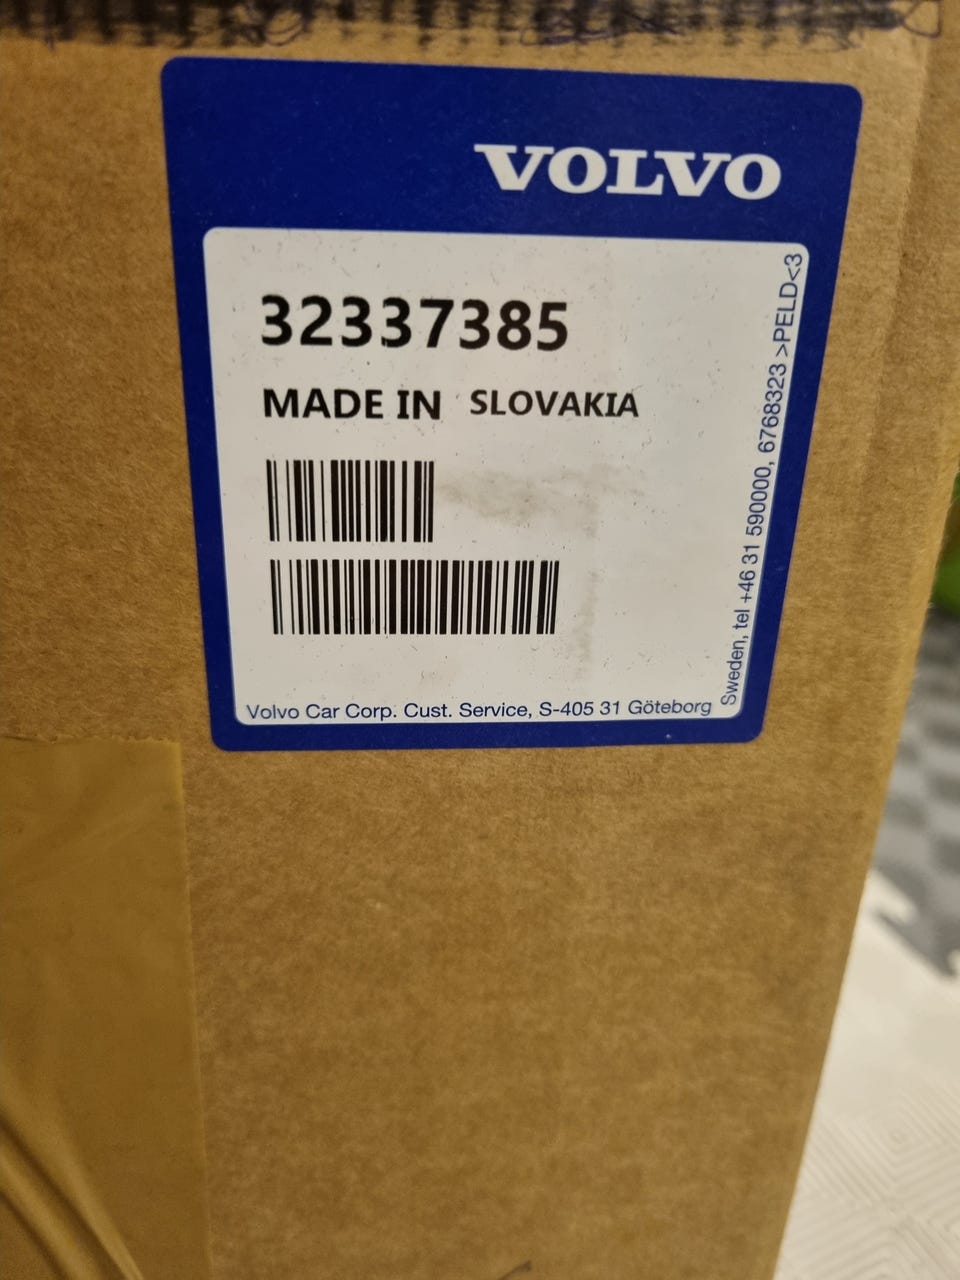 VOLVO
32337385
MADE IN SLOVAKIA
Volvo Car Corp. Cust. Service, S-405 31 Göteborg
Sweden, tel +46 31 590000, 6768323 >PELD<3